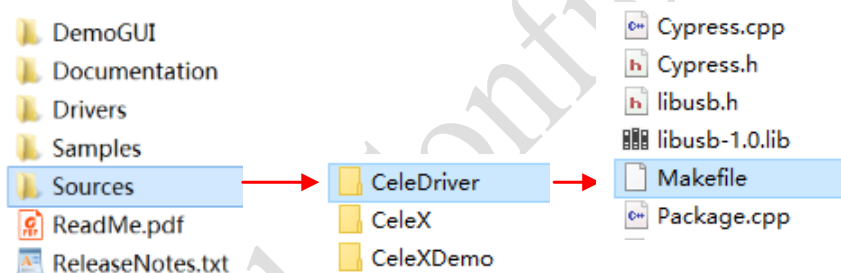 DemoGUI
Documentation
Drivers
Samples
Sources
ReadMe.pdf
ReleaseNotes.txt
CeleDriver
CeleX
CeleXDemo
Cypress.cpp
Cypress.h
libusb.h
libusb-1.0.lib
Makefile
Package.cpp